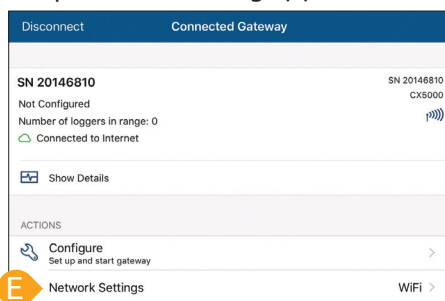 Disconnect Connected Gateway
SN 20146810 SN 20146810
Not Configured CX5000
Number of loggers in range: 0
Connected to Internet
Show Details
ACTIONS
Configure
Set up and start gateway
E Network Settings WiFi